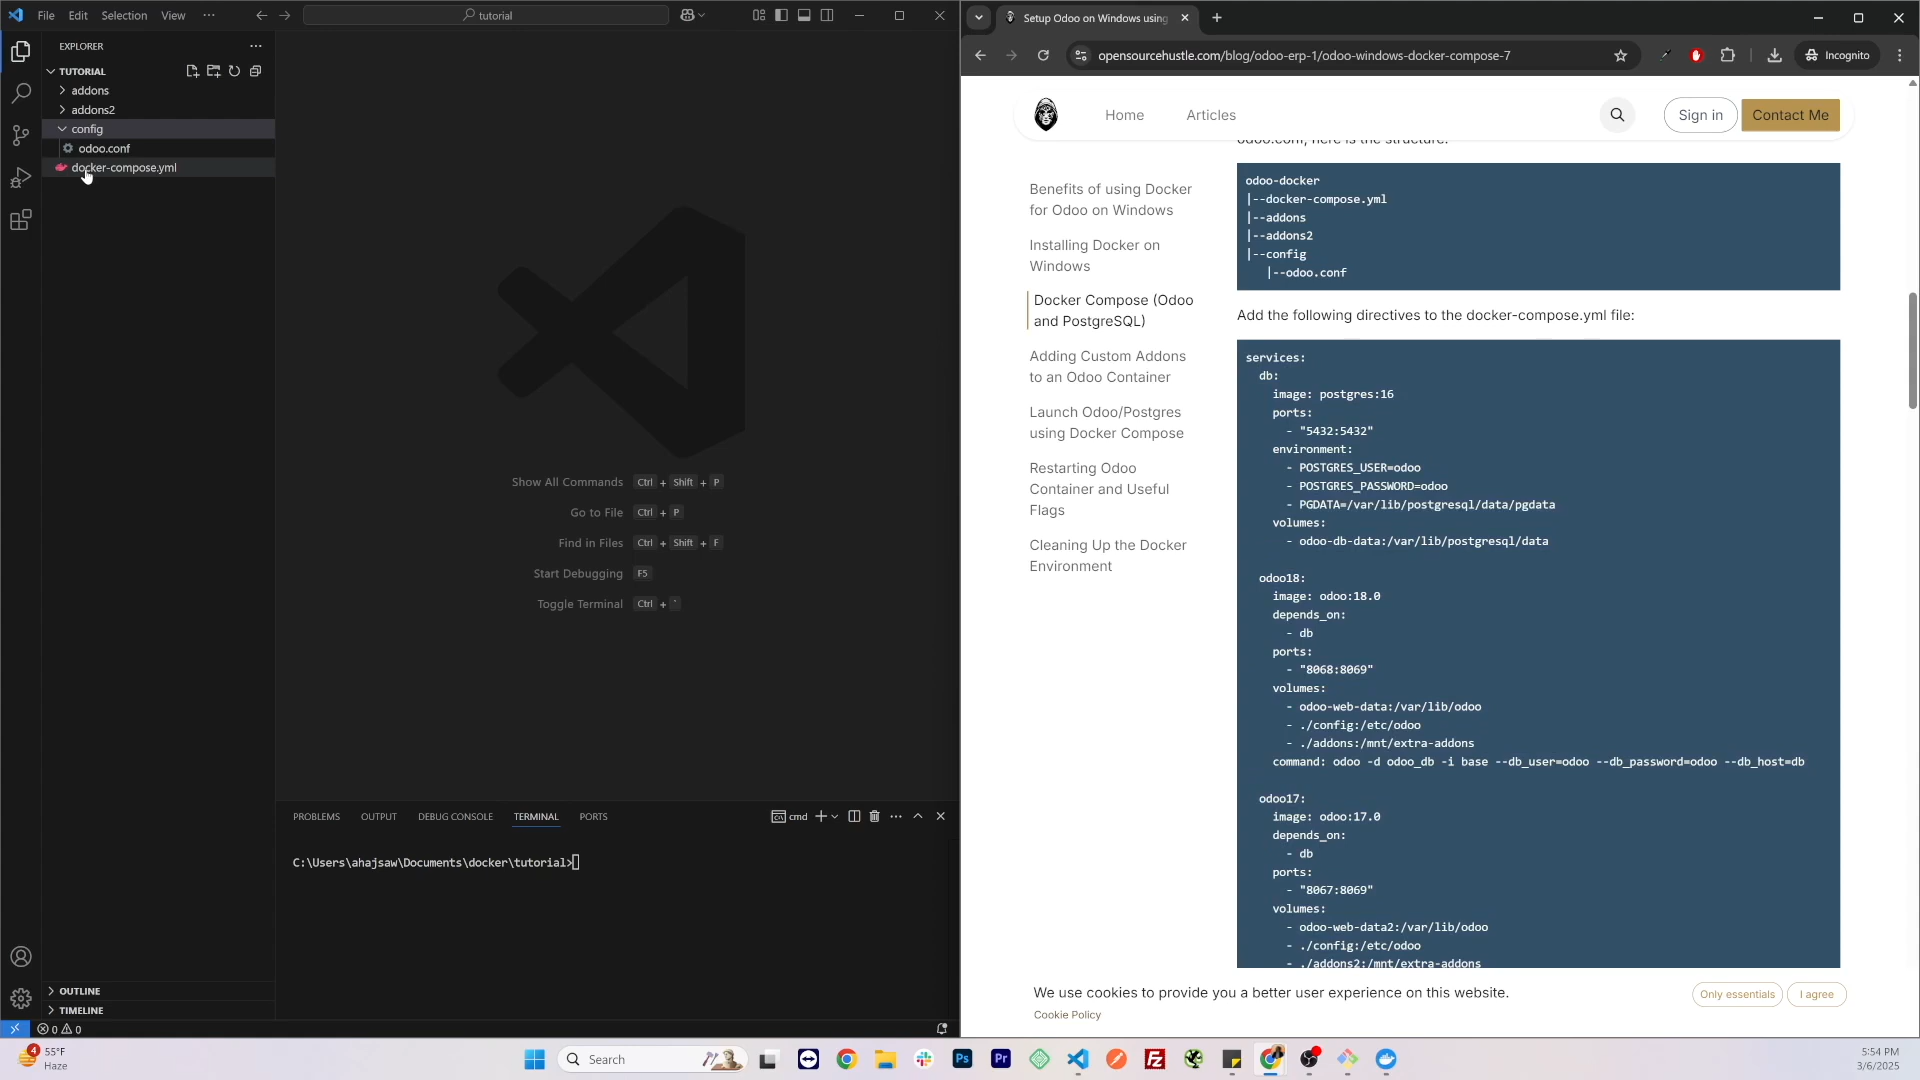 File Edit Selection View ···
tutorial
EXPLORER
TUTORIAL
addons
addons2
config
odoo.conf
docker-compose.yml
Show All Commands Ctrl + Shift + P
Go to File Ctrl + P
Find in Files Ctrl + Shift + F
Start Debugging F5
Toggle Terminal Ctrl + `
PROBLEMS OUTPUT DEBUG CONSOLE TERMINAL PORTS
cmd
C:\Users\ahajsaw\Documents\docker\tutorial>
OUTLINE
TIMELINE
0 0
Setup Odoo on Windows using
opensourcehustle.com/blog/odoo-erp-1/odoo-windows-docker-compose-7
Incognito
Home Articles
Sign in
Contact Me
odoo.conf, here is the structure:
Benefits of using Docker
for Odoo on Windows
Installing Docker on
Windows
Docker Compose (Odoo
and PostgreSQL)
Adding Custom Addons
to an Odoo Container
Launch Odoo/Postgres
using Docker Compose
Restarting Odoo
Container and Useful
Flags
Cleaning Up the Docker
Environment
odoo-docker
|--docker-compose.yml
|--addons
|--addons2
|--config
|--odoo.conf
Add the following directives to the docker-compose.yml file:
services:
db:
image: postgres:16
ports:
- "5432:5432"
environment:
- POSTGRES_USER=odoo
- POSTGRES_PASSWORD=odoo
- PGDATA=/var/lib/postgresql/data/pgdata
volumes:
- odoo-db-data:/var/lib/postgresql/data
odoo18:
image: odoo:18.0
depends_on:
- db
ports:
- "8068:8069"
volumes:
- odoo-web-data:/var/lib/odoo
- ./config:/etc/odoo
- ./addons:/mnt/extra-addons
command: odoo -d odoo_db -i base --db_user=odoo --db_password=odoo --db_host=db
odoo17:
image: odoo:17.0
depends_on:
- db
ports:
- "8067:8069"
volumes:
- odoo-web-data2:/var/lib/odoo
- ./config:/etc/odoo
- ./addons2:/mnt/extra-addons
We use cookies to provide you a better user experience on this website.
Cookie Policy
Only essentials
I agree
4
55°F
Haze
Search
Ps
Pr
5:54 PM
3/6/2025